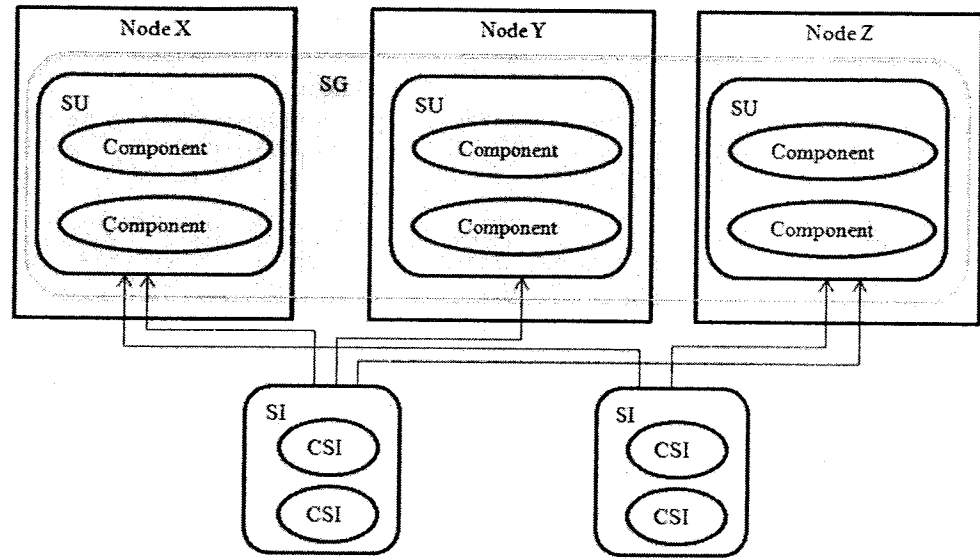 Node X
Node Y
Node Z
SG
SU
SU
SU
Component
Component
Component
Component
Component
Component
SI
SI
CSI
CSI
CSI
CSI